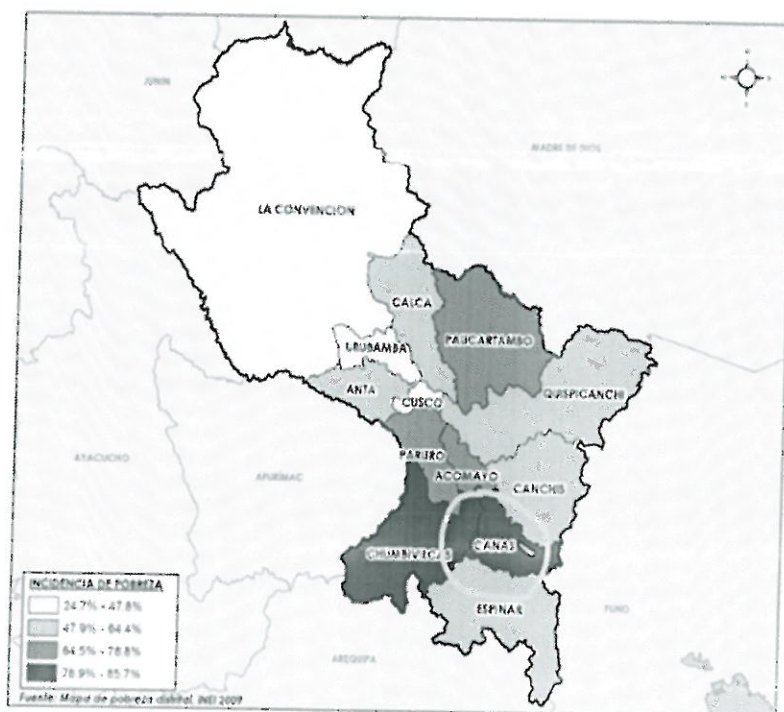 JUNIN
MADRE DE DIOS
LA CONVENCION
CALCA
PAUCARTAMBO
URUBAMBA
QUISPICANCHI
ANTA
CUSCO
AYACUCHO
APURÍMAC
PARURO
ACOMAYO
CANCHIS
CHUMBIVILCAS
CANAS
ESPINAR
PUNO
AREQUIPA
INCIDENCIA DE POBREZA
24.7% - 47.8%
47.9% - 64.4%
64.5% - 78.8%
78.9% - 85.7%
Fuente: Mapa de pobreza distrital, INEI 2009